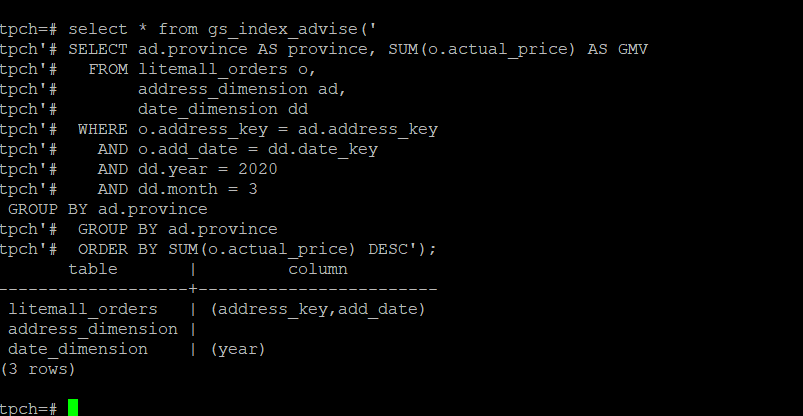 tpch=# select * from gs_index_advise('
tpch'# SELECT ad.province AS province, SUM(o.actual_price) AS GMV
tpch'#   FROM litemall_orders o,
tpch'#        address_dimension ad,
tpch'#        date_dimension dd
tpch'#  WHERE o.address_key = ad.address_key
tpch'#    AND o.add_date = dd.date_key
tpch'#    AND dd.year = 2020
tpch'#    AND dd.month = 3
 GROUP BY ad.province
tpch'#  GROUP BY ad.province
tpch'#  ORDER BY SUM(o.actual_price) DESC');
       table       |         column
-------------------+------------------------
 litemall_orders   | (address_key,add_date)
 address_dimension |
 date_dimension    | (year)
(3 rows)
tpch=#